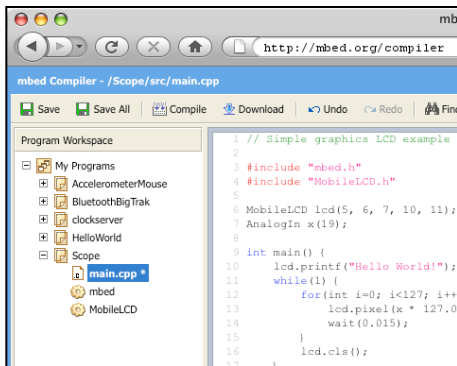 mb
http://mbed.org/compiler
mbed Compiler - /Scope/src/main.cpp
Save Save All Compile Download Undo Redo Fin
Program Workspace
My Programs
AccelerometerMouse
BluetoothBigTrak
clockserver
HelloWorld
Scope
main.cpp *
mbed
MobileLCD
1 // Simple graphics LCD example
2
3 #include "mbed.h"
4 #include "MobileLCD.h"
5
6 MobileLCD lcd(5, 6, 7, 10, 11);
7 AnalogIn x(19);
8
9 int main() {
10 lcd.printf("Hello World!");
11 while(1) {
12 for(int i=0; i<127; i++
13 lcd.pixel(x * 127.0
14 wait(0.015);
15 }
16 lcd.cls();
17 }